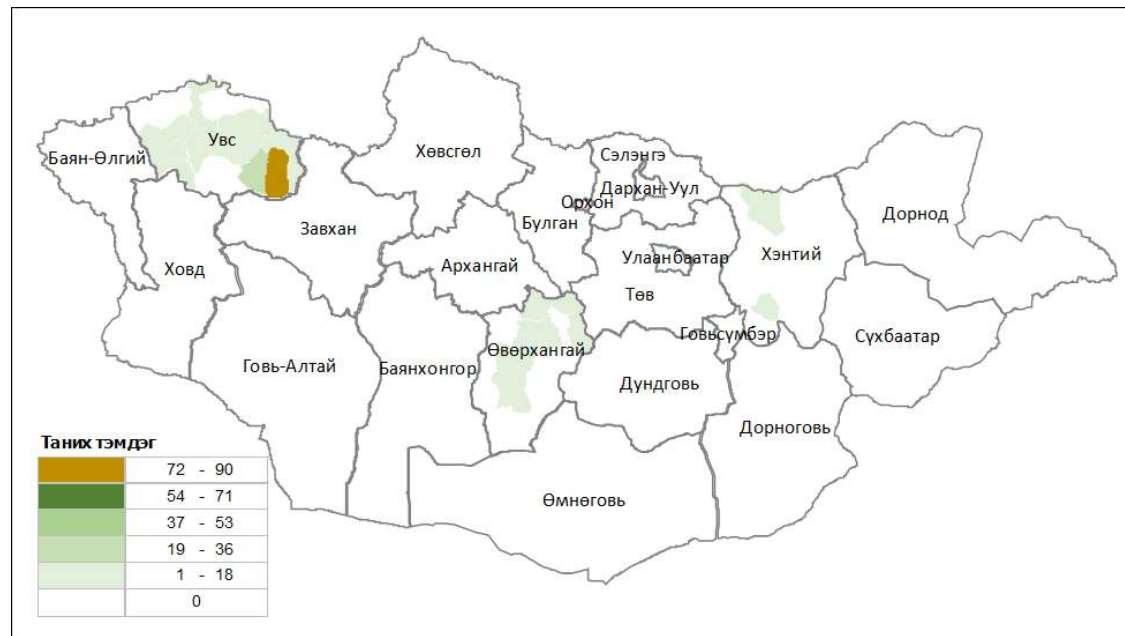 Увс
Баян-Өлгий
Хөвсгөл
Сэлэнгэ
Дархан-Уул
Орхон
Дорнод
Булган
Завхан
Улаанбаатар
Хэнтий
Ховд
Архангай
Төв
Говьсүмбэр
Сүхбаатар
Өвөрхангай
Говь-Алтай
Баянхонгор
Дундговь
Дорноговь
Өмнөговь
Таних тэмдэг
72 - 90
54 - 71
37 - 53
19 - 36
1 - 18
0